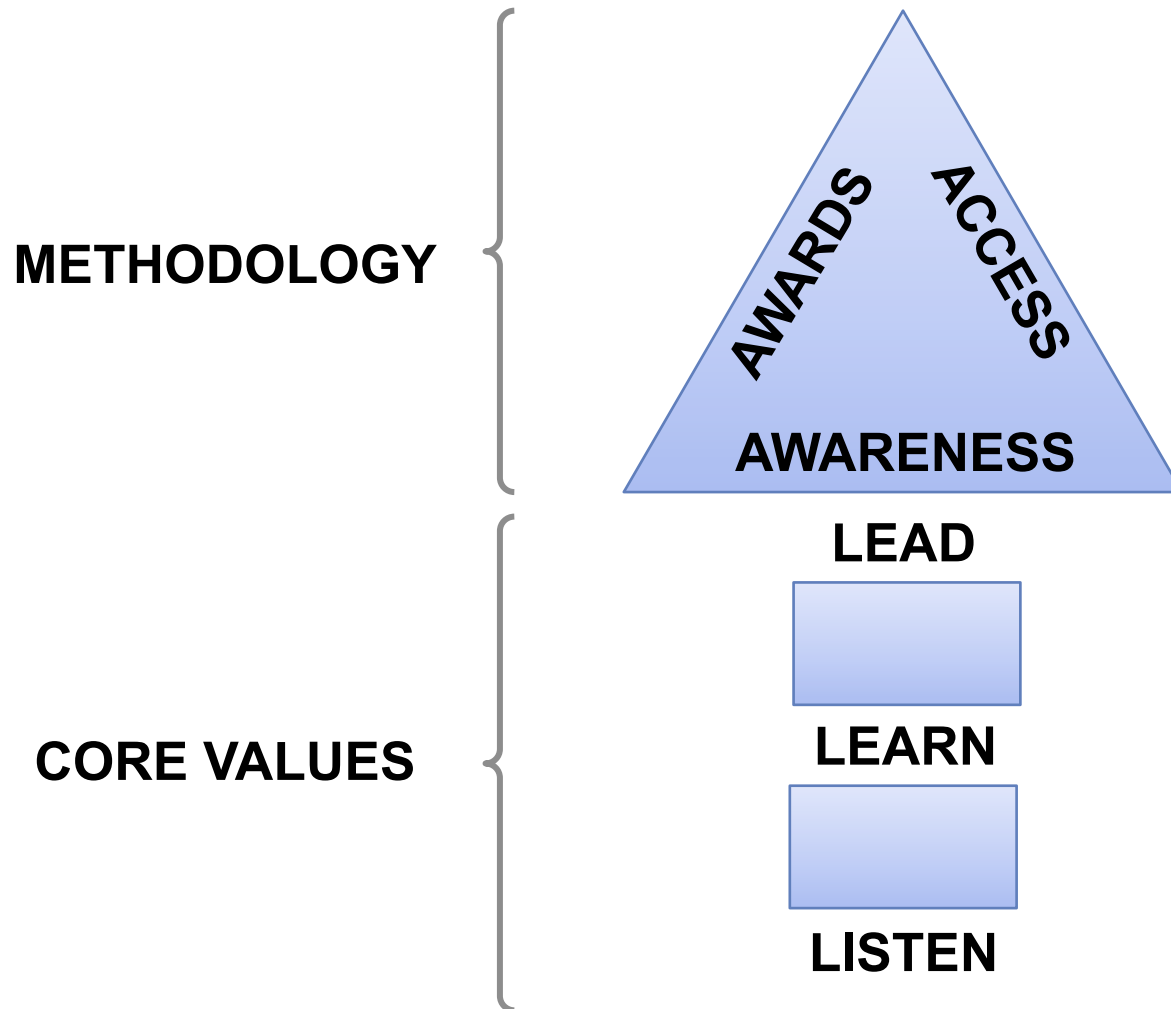 METHODOLOGY
AWARDS
ACCESS
AWARENESS
CORE VALUES
LEAD
LEARN
LISTEN